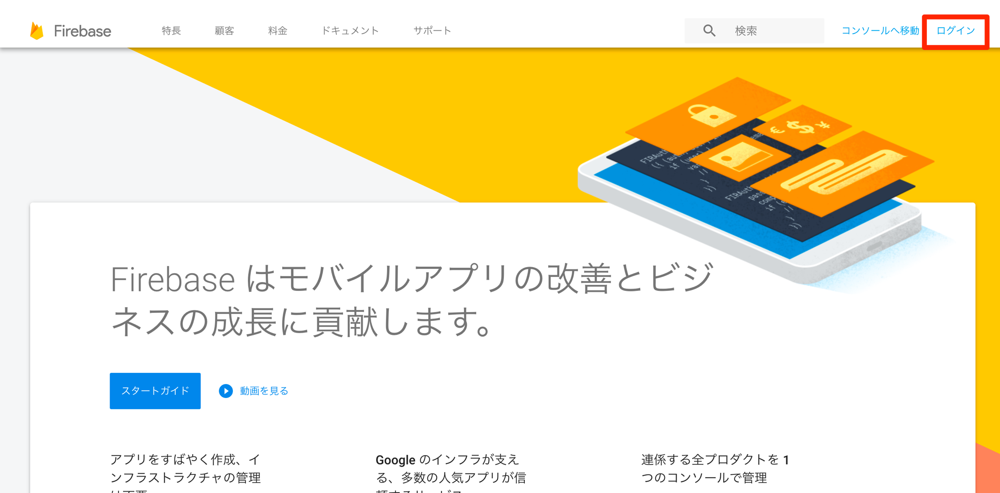 Firebase
特長
顧客
料金
ドキュメント
サポート
検索
コンソールへ移動
ログイン
Firebase はモバイルアプリの改善とビジ
ネスの成長に貢献します。
スタートガイド
動画を見る
アプリをすばやく作成、イ
ンフラストラクチャの管理
Google のインフラが支え
る、多数の人気アプリが信
連係する全プロダクトを 1
つのコンソールで管理